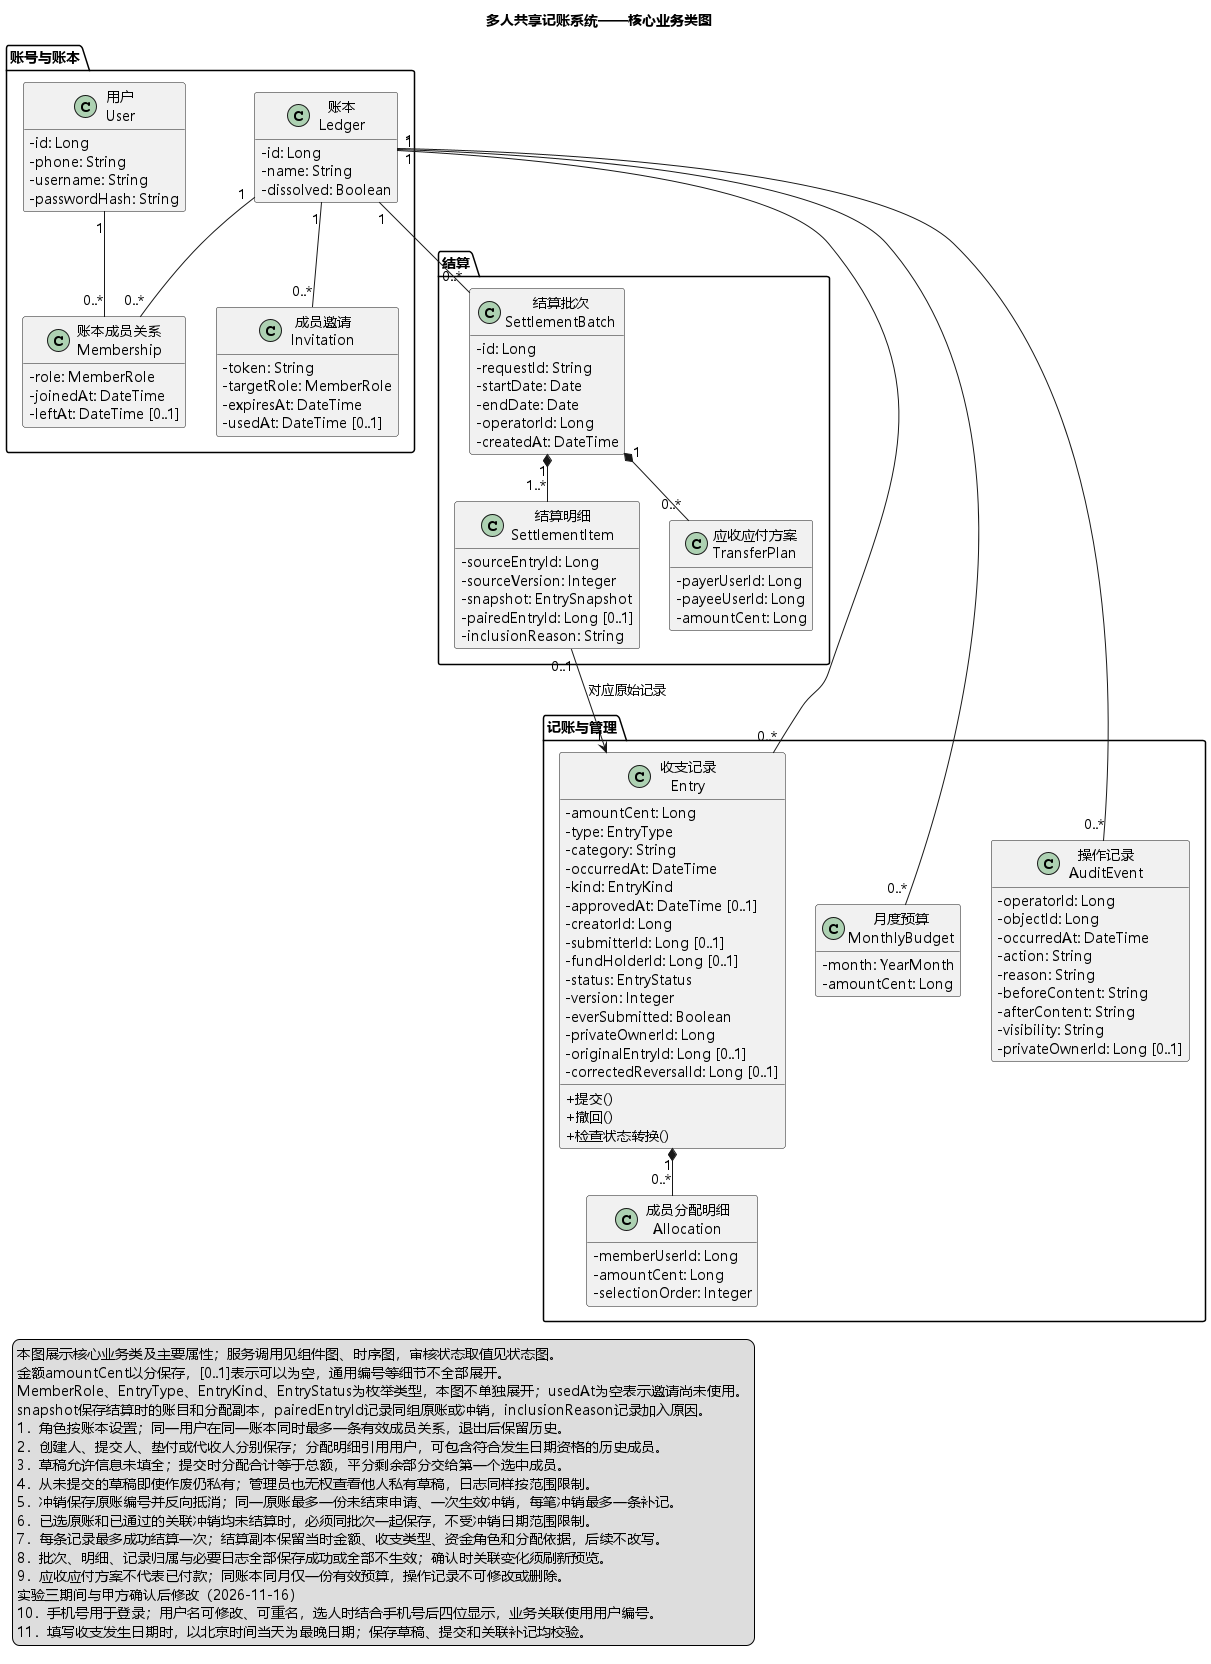 多人共享记账系统——核心业务类图
账号与账本
C
用户
User
-id: Long
-phone: String
-username: String
-passwordHash: String
C
账本
Ledger
-id: Long
-name: String
-dissolved: Boolean
1
1
1
0..*
1
0..*
1
0..*
1
0..*
C
账本成员关系
Membership
-role: MemberRole
-joinedAt: DateTime
-leftAt: DateTime [0..1]
C
成员邀请
Invitation
-token: String
-targetRole: MemberRole
-expiresAt: DateTime
-usedAt: DateTime [0..1]
结算
C
结算批次
SettlementBatch
-id: Long
-requestId: String
-startDate: Date
-endDate: Date
-operatorId: Long
-createdAt: DateTime
1
1..*
1
0..*
C
结算明细
SettlementItem
-sourceEntryId: Long
-sourceVersion: Integer
-snapshot: EntrySnapshot
-pairedEntryId: Long [0..1]
-inclusionReason: String
C
应收应付方案
TransferPlan
-payerUserId: Long
-payeeUserId: Long
-amountCent: Long
0..1
对应原始记录
1
记账与管理
0..*
C
收支记录
Entry
-amountCent: Long
-type: EntryType
-category: String
-occurredAt: DateTime
-kind: EntryKind
-approvedAt: DateTime [0..1]
-creatorId: Long
-submitterId: Long [0..1]
-fundHolderId: Long [0..1]
-status: EntryStatus
-version: Integer
-everSubmitted: Boolean
-privateOwnerId: Long
-originalEntryId: Long [0..1]
-correctedReversalId: Long [0..1]
+提交()
+撤回()
+检查状态转换()
0..*
C
月度预算
MonthlyBudget
-month: YearMonth
-amountCent: Long
0..*
C
操作记录
AuditEvent
-operatorId: Long
-objectId: Long
-occurredAt: DateTime
-action: String
-reason: String
-beforeContent: String
-afterContent: String
-visibility: String
-privateOwnerId: Long [0..1]
1
0..*
C
成员分配明细
Allocation
-memberUserId: Long
-amountCent: Long
-selectionOrder: Integer
本图展示核心业务类及主要属性；服务调用见组件图、时序图，审核状态取值见状态图。
金额amountCent以分保存，[0..1]表示可以为空，通用编号等细节不全部展开。
MemberRole、EntryType、EntryKind、EntryStatus为枚举类型，本图不单独展开；usedAt为空表示邀请尚未使用。
snapshot保存结算时的账目和分配副本，pairedEntryId记录同组原账或冲销，inclusionReason记录加入原因。
1．角色按账本设置；同一用户在同一账本同时最多一条有效成员关系，退出后保留历史。
2．创建人、提交人、垫付或代收人分别保存；分配明细引用用户，可包含符合发生日期资格的历史成员。
3．草稿允许信息未填全；提交时分配合计等于总额，平分剩余部分交给第一个选中成员。
4．从未提交的草稿即使作废仍私有；管理员也无权查看他人私有草稿，日志同样按范围限制。
5．冲销保存原账编号并反向抵消；同一原账最多一份未结束申请、一次生效冲销，每笔冲销最多一条补记。
6．已选原账和已通过的关联冲销均未结算时，必须同批次一起保存，不受冲销日期范围限制。
7．每条记录最多成功结算一次；结算副本保留当时金额、收支类型、资金角色和分配依据，后续不改写。
8．批次、明细、记录归属与必要日志全部保存成功或全部不生效；确认时关联变化须刷新预览。
9．应收应付方案不代表已付款；同账本同月仅一份有效预算，操作记录不可修改或删除。
实验三期间与甲方确认后修改（2026-11-16）
10．手机号用于登录；用户名可修改、可重名，选人时结合手机号后四位显示，业务关联使用用户编号。
11．填写收支发生日期时，以北京时间当天为最晚日期；保存草稿、提交和关联补记均校验。